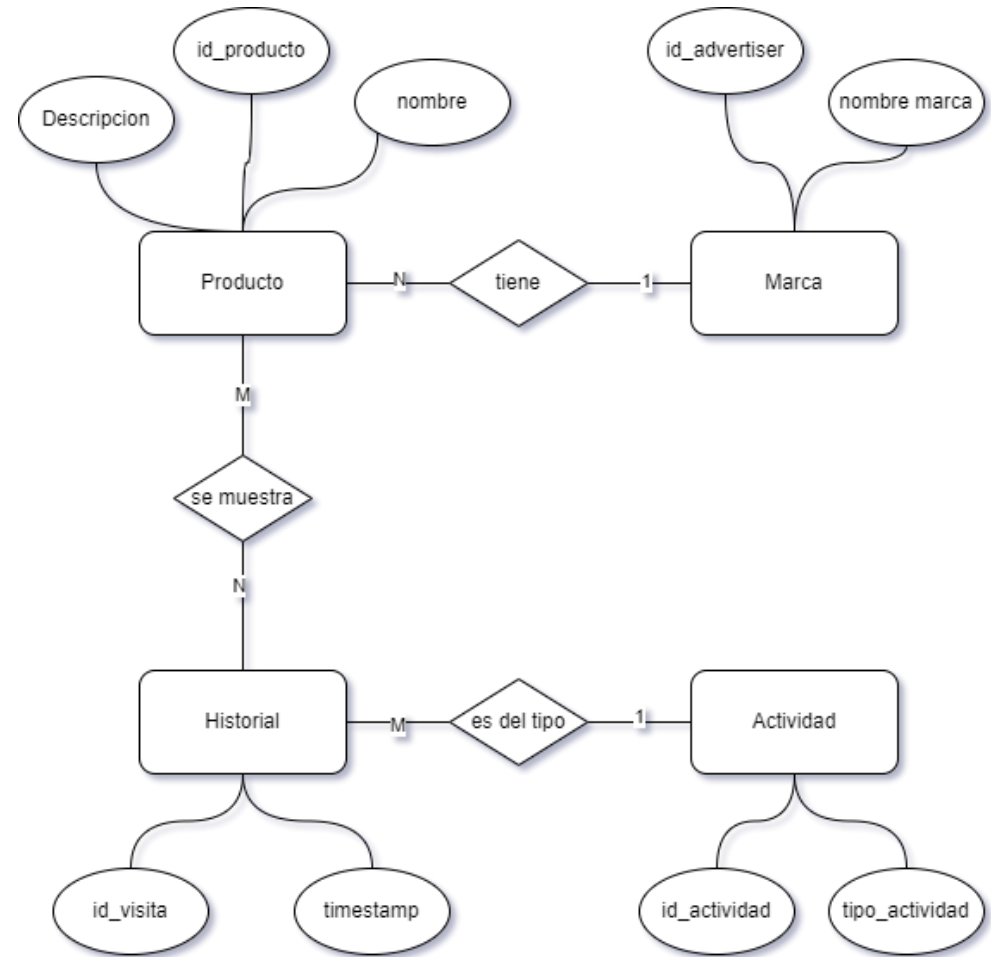 id_producto
id_advertiser
Descripcion
nombre
nombre marca
Producto
N
tiene
1
Marca
M
se muestra
N
Historial
M
es del tipo
1
Actividad
id_visita
timestamp
id_actividad
tipo_actividad